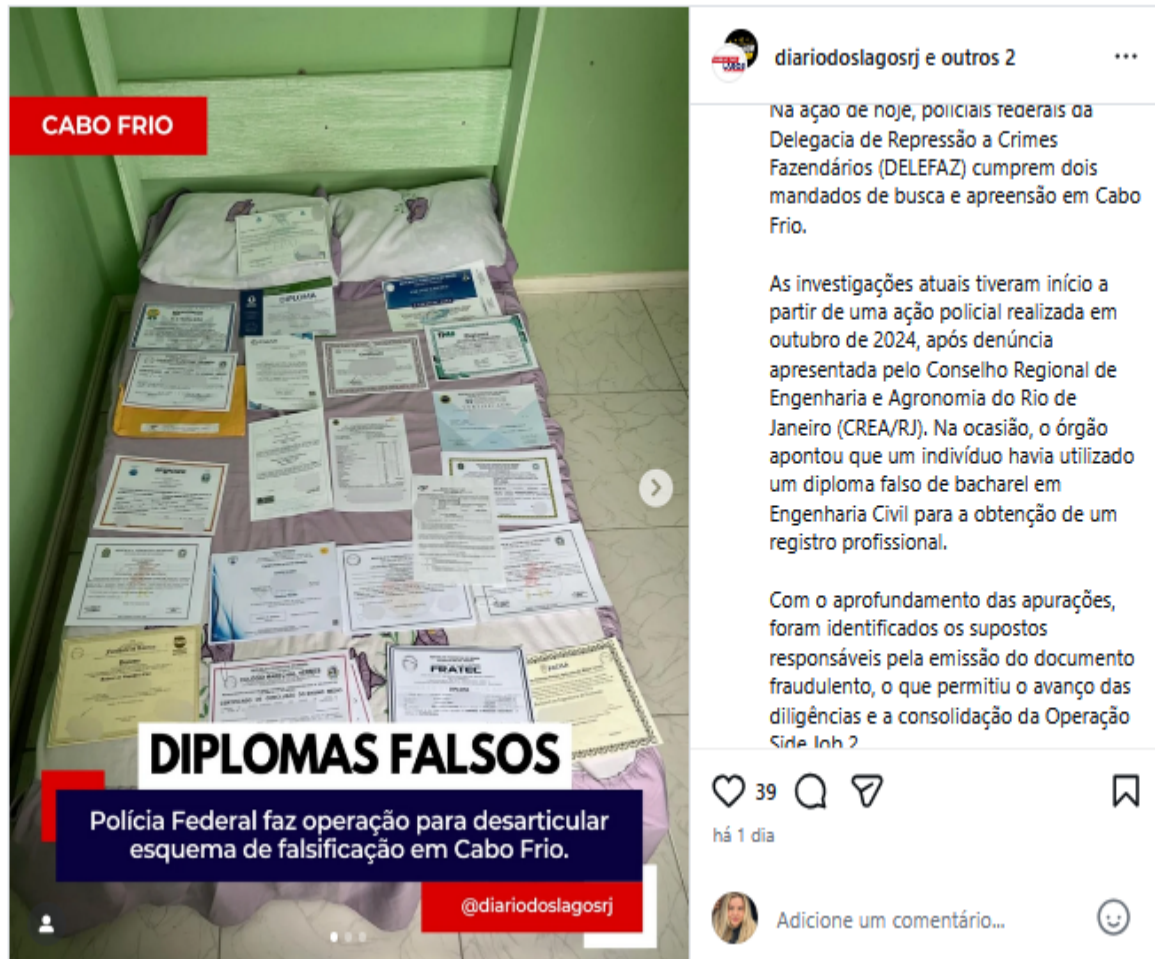 CABO FRIO
DIPLOMA
FRATEC
DIPLOMAS FALSOS
Polícia Federal faz operação para desarticular
esquema de falsificação em Cabo Frio.
@diariodoslagosrj
diariodoslagosrj e outros 2
Na ação de hoje, policiais federais da
Delegacia de Repressão a Crimes
Fazendários (DELEFAZ) cumprem dois
mandados de busca e apreensão em Cabo
Frio.
As investigações atuais tiveram início a
partir de uma ação policial realizada em
outubro de 2024, após denúncia
apresentada pelo Conselho Regional de
Engenharia e Agronomia do Rio de
Janeiro (CREA/RJ). Na ocasião, o órgão
apontou que um indivíduo havia utilizado
um diploma falso de bacharel em
Engenharia Civil para a obtenção de um
registro profissional.
Com o aprofundamento das apurações,
foram identificados os supostos
responsáveis pela emissão do documento
fraudulento, o que permitiu o avanço das
diligências e a consolidação da Operação
Side Job 2
39
há 1 dia
Adicione um comentário...